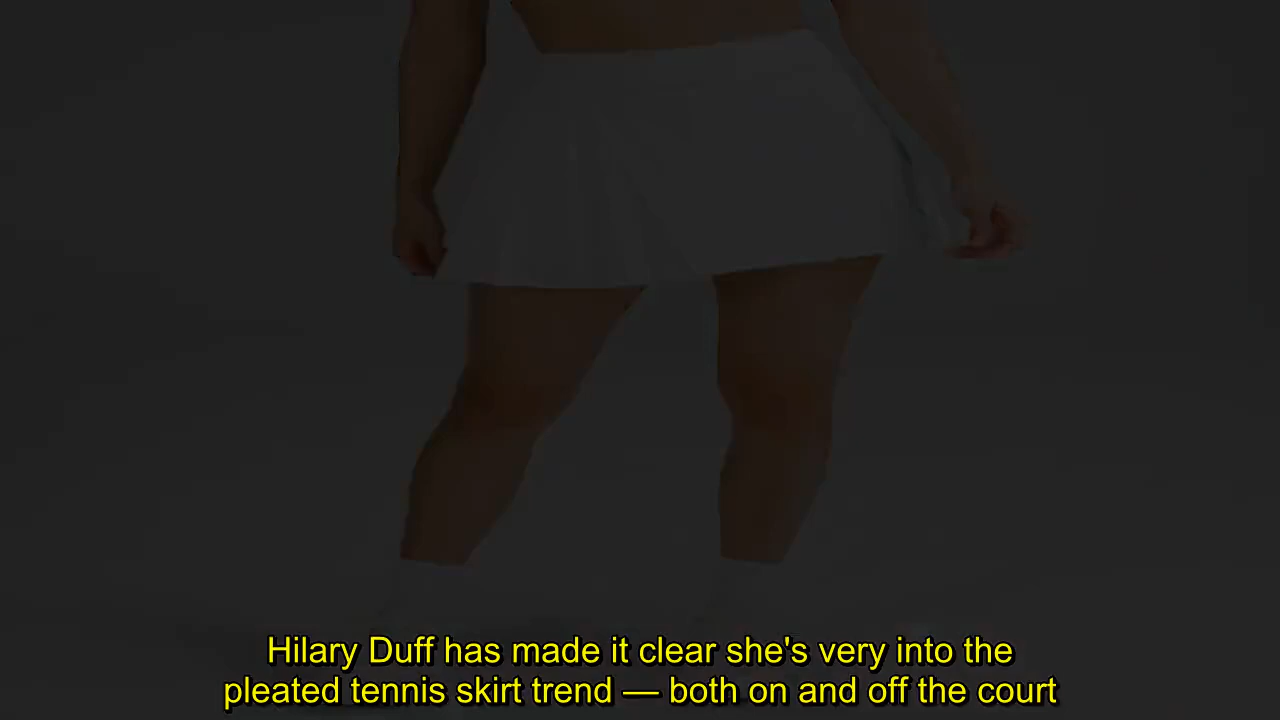 Hilary Duff has made it clear she's very into the
pleated tennis skirt trend — both on and off the court